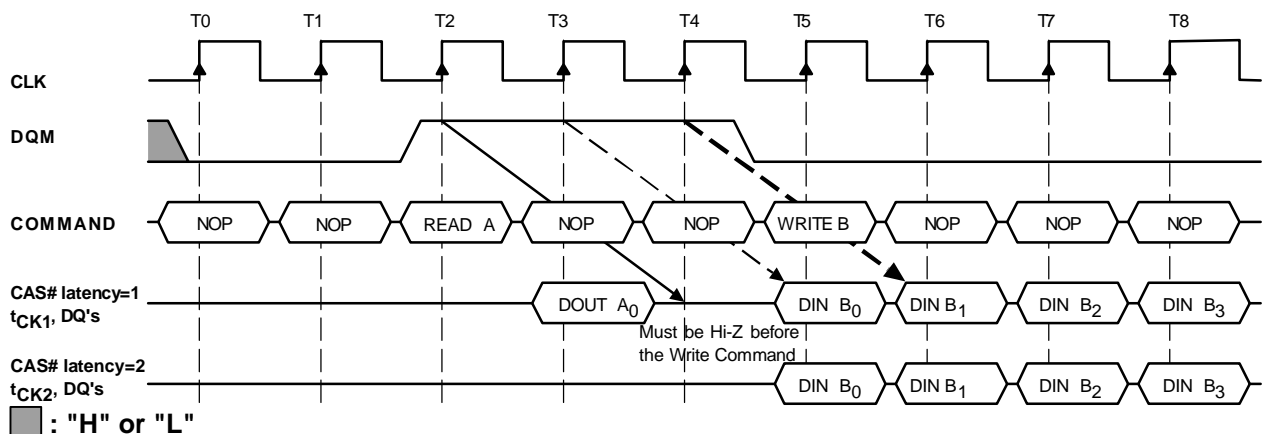 T0 T1 T2 T3 T4 T5 T6 T7 T8
CLK
DQM
COMMAND NOP NOP READ A NOP NOP WRITE B NOP NOP NOP
CAS# latency=1
tCK1, DQ's DOUT A0 DIN B0 DIN B1 DIN B2 DIN B3
Must be Hi-Z before
the Write Command
CAS# latency=2
tCK2, DQ's DIN B0 DIN B1 DIN B2 DIN B3
: "H" or "L"